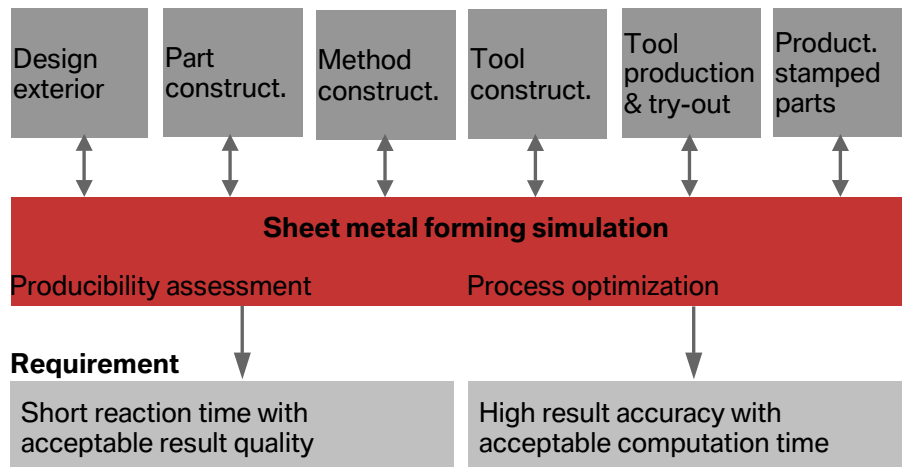 Design
exterior
Part
construct.
Method
construct.
Tool
construct.
Tool
production
& try-out
Product.
stamped
parts
Sheet metal forming simulation
Producibility assessment
Process optimization
Requirement
Short reaction time with
acceptable result quality
High result accuracy with
acceptable computation time